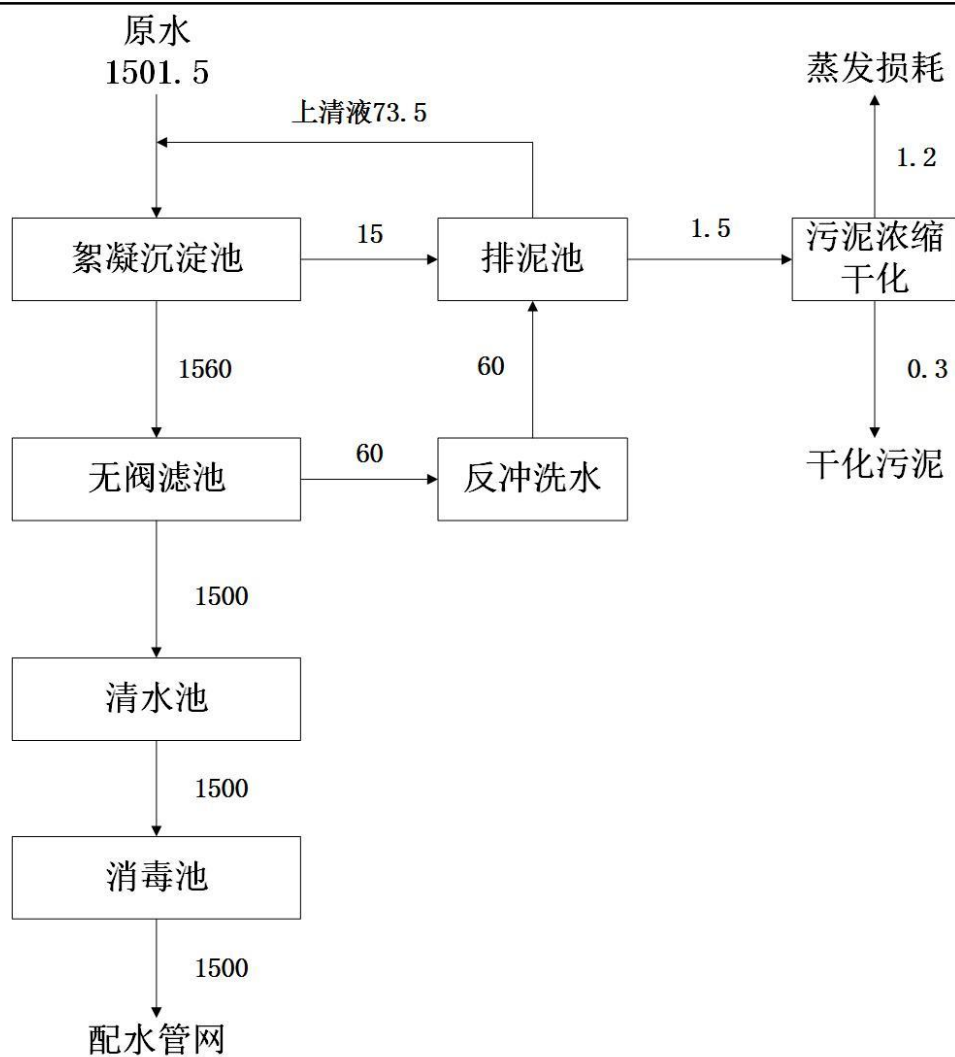 原水
1501.5
蒸发损耗
上清液73.5
1.2
絮凝沉淀池
15
排泥池
1.5
污泥浓缩
干化
1560
60
0.3
无阀滤池
60
反冲洗水
干化污泥
1500
清水池
1500
消毒池
1500
配水管网